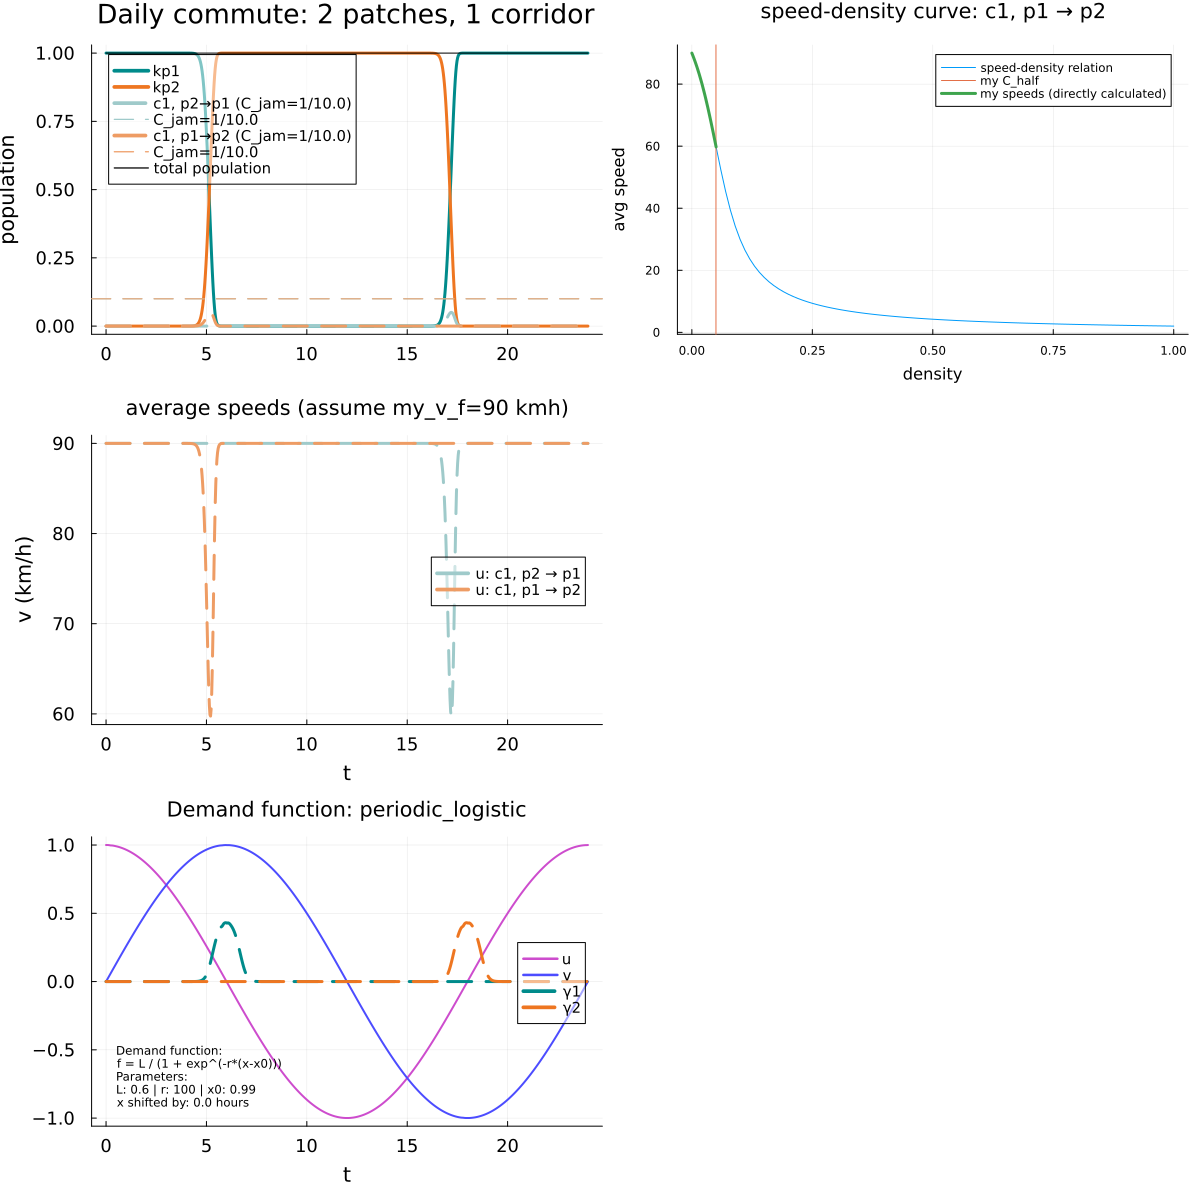 Daily commute: 2 patches, 1 corridor
population
1.00
0.75
0.50
0.25
0.00
kp1
kp2
c1, p2→p1 (C_jam=1/10.0)
C_jam=1/10.0
c1, p1→p2 (C_jam=1/10.0)
C_jam=1/10.0
total population
0 5 10 15 20
speed-density curve: c1, p1 → p2
avg speed
80
60
40
20
0
speed-density relation
my C_half
my speeds (directly calculated)
0.00 0.25 0.50 0.75 1.00
density
average speeds (assume my_v_f=90 kmh)
v (km/h)
90
80
70
60
u: c1, p2 → p1
u: c1, p1 → p2
0 5 10 15 20
t
Demand function: periodic_logistic
1.0
0.5
0.0
−0.5
−1.0
u
v
γ1
γ2
Demand function:
f = L / (1 + exp^(-r*(x-x0)))
Parameters:
L: 0.6 | r: 100 | x0: 0.99
x shifted by: 0.0 hours
0 5 10 15 20
t